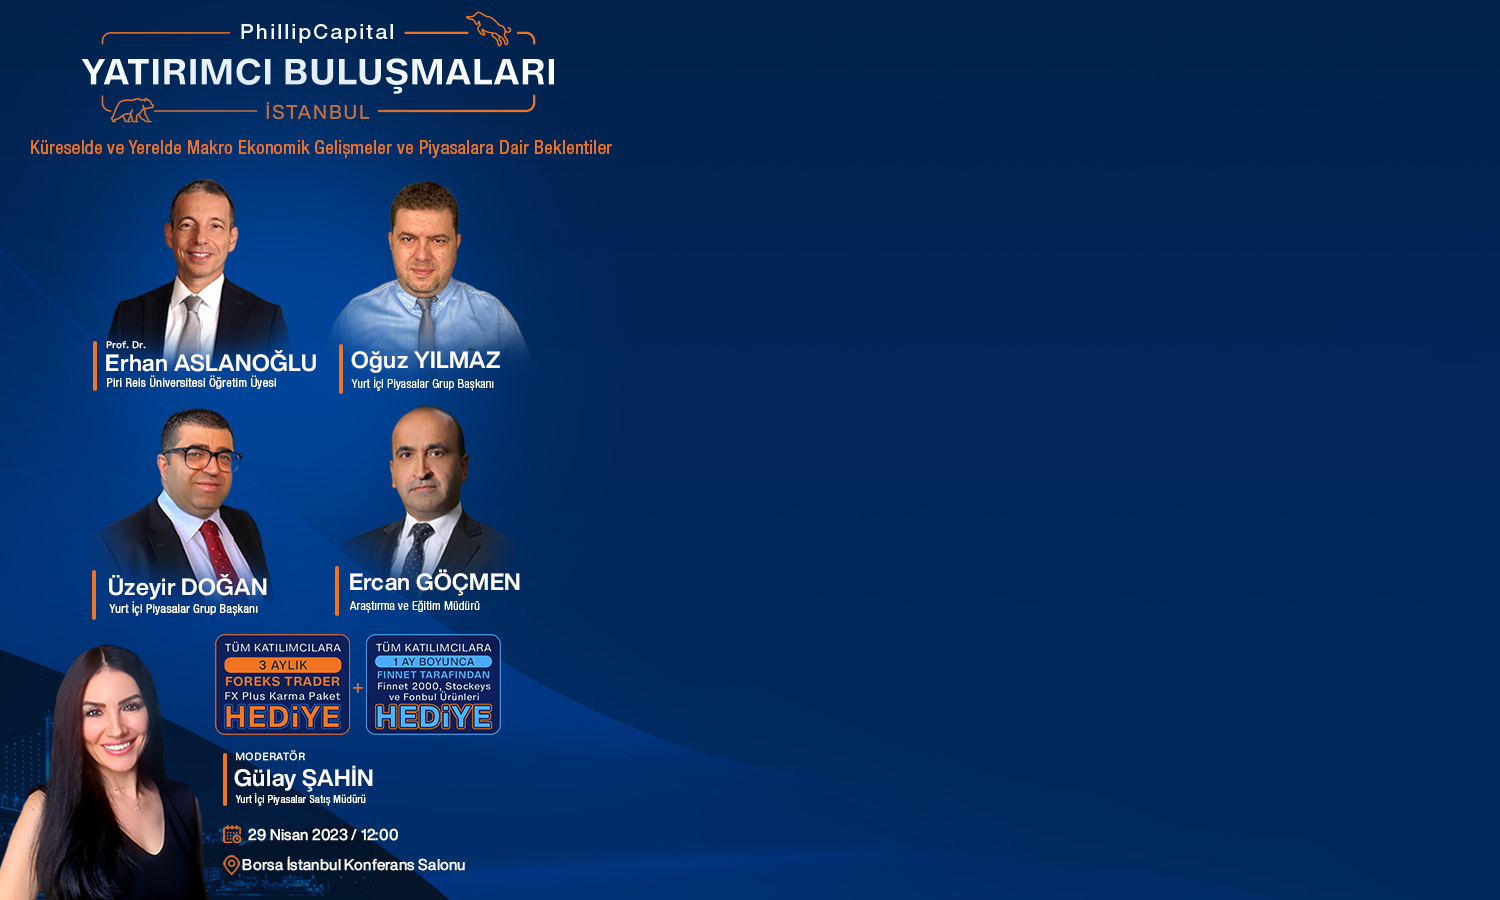 PhillipCapital
YATIRIMCI BULUŞMALARI
İSTANBUL
Küreselde ve Yerelde Makro Ekonomik Gelişmeler ve Piyasalara Dair Beklentiler
Prof. Dr.
Erhan ASLANOĞLU
Piri Reis Üniversitesi Öğretim Üyesi
Oğuz YILMAZ
Yurt İçi Piyasalar Grup Başkanı
Üzeyir DOĞAN
Yurt İçi Piyasalar Grup Başkanı
Ercan GÖÇMEN
Araştırma ve Eğitim Müdürü
TÜM KATILIMCILARA
3 AYLIK
FOREKS TRADER
FX Plus Karma Paket
HEDİYE
+
TÜM KATILIMCILARA
1 AY BOYUNCA
FINNET TARAFINDAN
Finnet 2000, Stockeys
ve Fonbul Ürünleri
HEDİYE
MODERATÖR
Gülay ŞAHİN
Yurt İçi Piyasalar Satış Müdürü
29 Nisan 2023 / 12:00
Borsa İstanbul Konferans Salonu